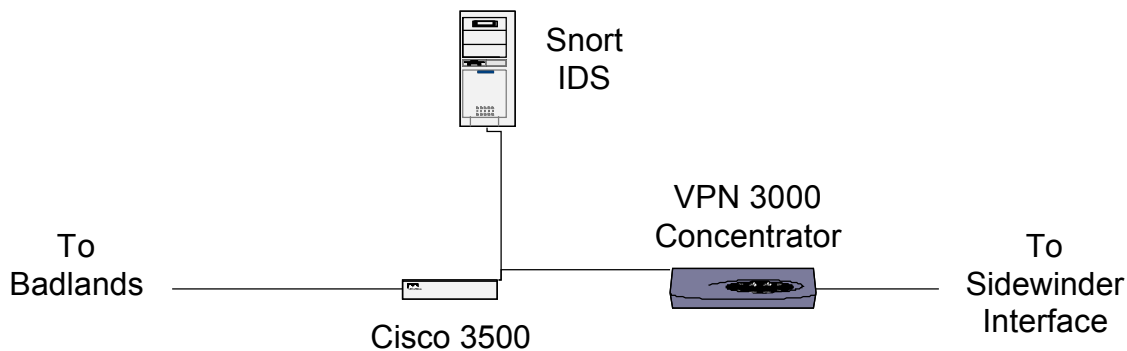 Snort
IDS
VPN 3000
Concentrator
To
Badlands
To
Sidewinder
Interface
Cisco 3500